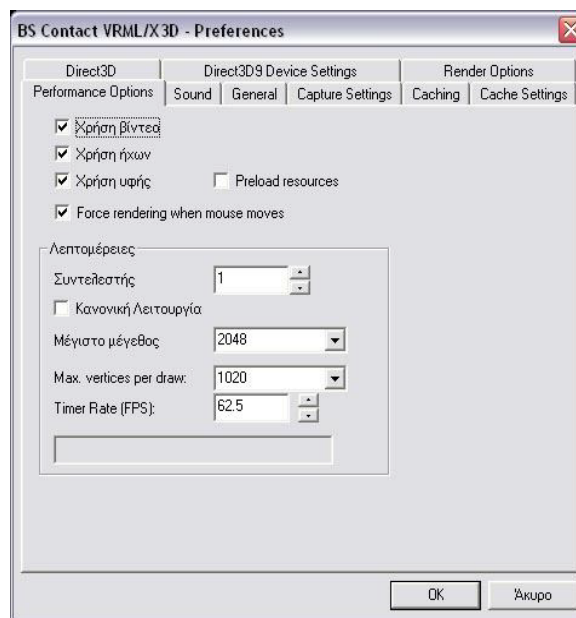 BS Contact VRML/X3D - Preferences
Direct3D Direct3D9 Device Settings Render Options
Performance Options Sound General Capture Settings Caching Cache Settings
Χρήση βίντεο
Χρήση ήχων
Χρήση υφής Preload resources
Force rendering when mouse moves
Λεπτομέρειες
Συντελεστής 1
Κανονική Λειτουργία
Μέγιστο μέγεθος 2048
Max. vertices per draw: 1020
Timer Rate (FPS): 62.5
OK Άκυρο